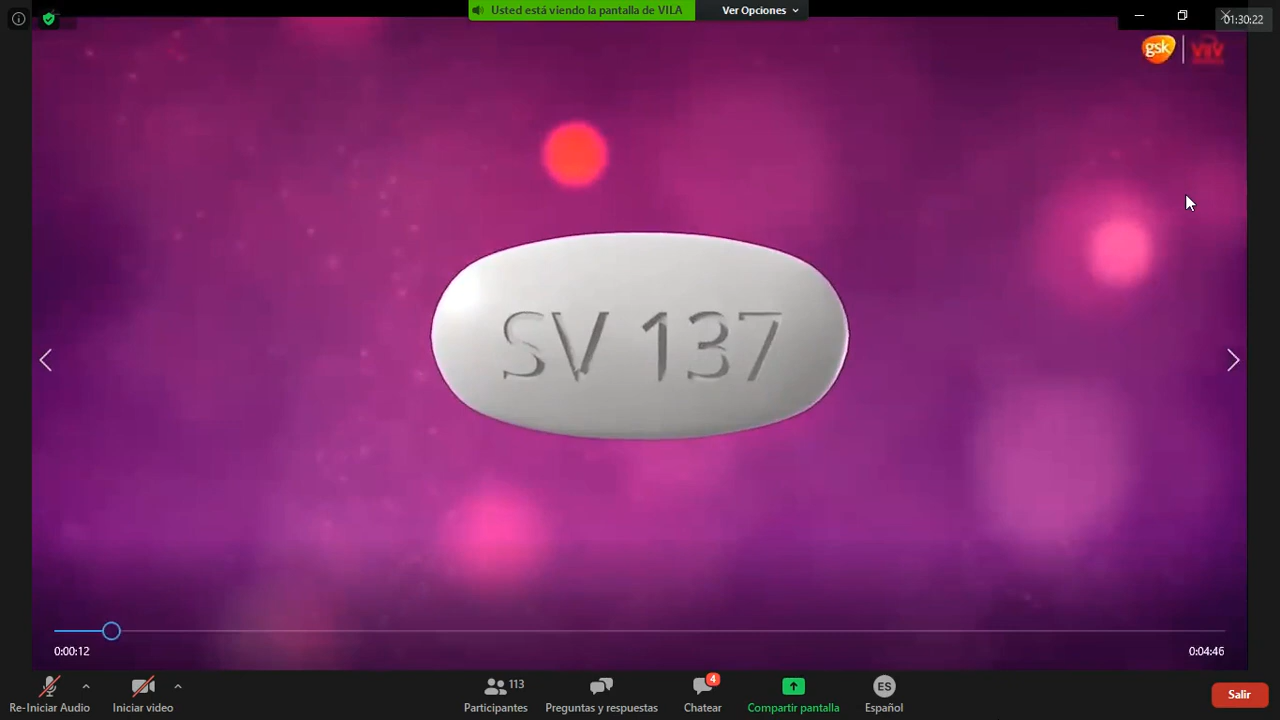 Usted está viendo la pantalla de VILA
Ver Opciones
01:30:22
gsk
ViiV
SV 137
0:00:12
0:04:46
Re-Iniciar Audio
Iniciar video
113
Participantes
Preguntas y respuestas
4
Chatear
Compartir pantalla
ES
Español
Salir